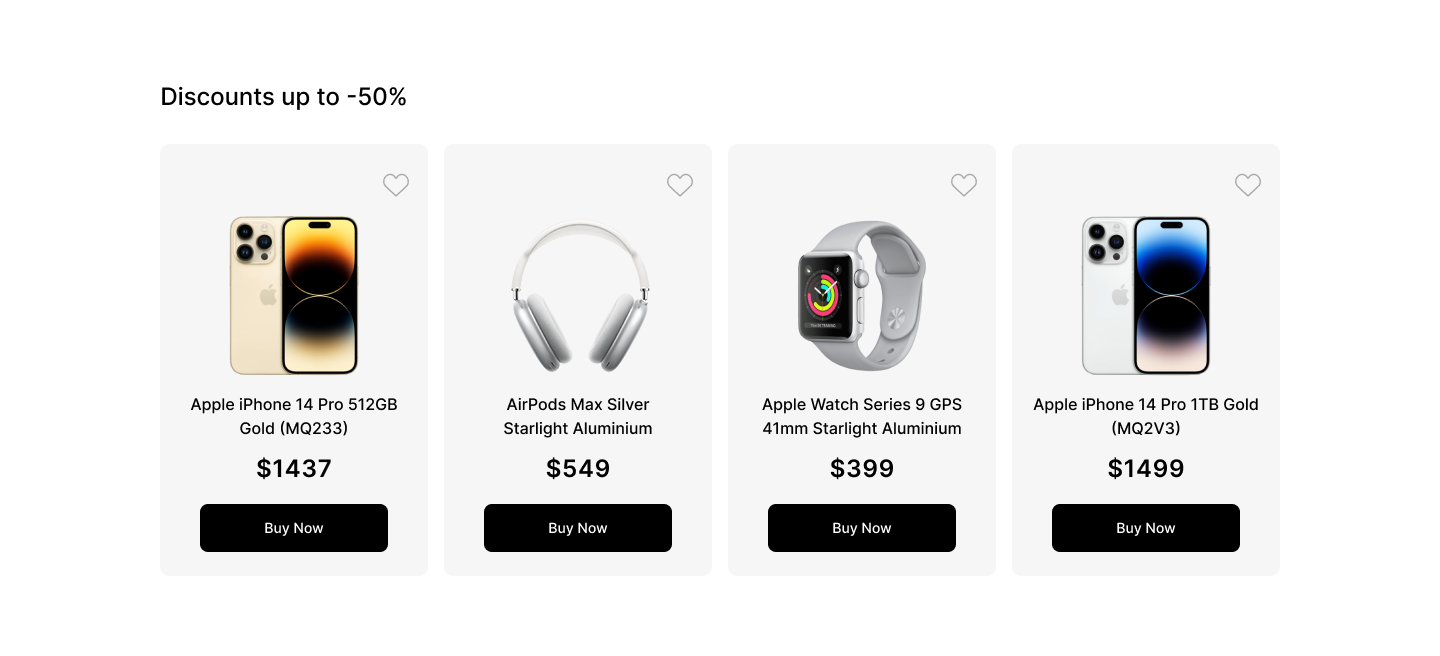 Discounts up to -50%
Apple iPhone 14 Pro 512GB
Gold (MQ233)
$1437
Buy Now
AirPods Max Silver
Starlight Aluminium
$549
Buy Now
Apple Watch Series 9 GPS
41mm Starlight Aluminium
$399
Buy Now
Apple iPhone 14 Pro 1TB Gold
(MQ2V3)
$1499
Buy Now